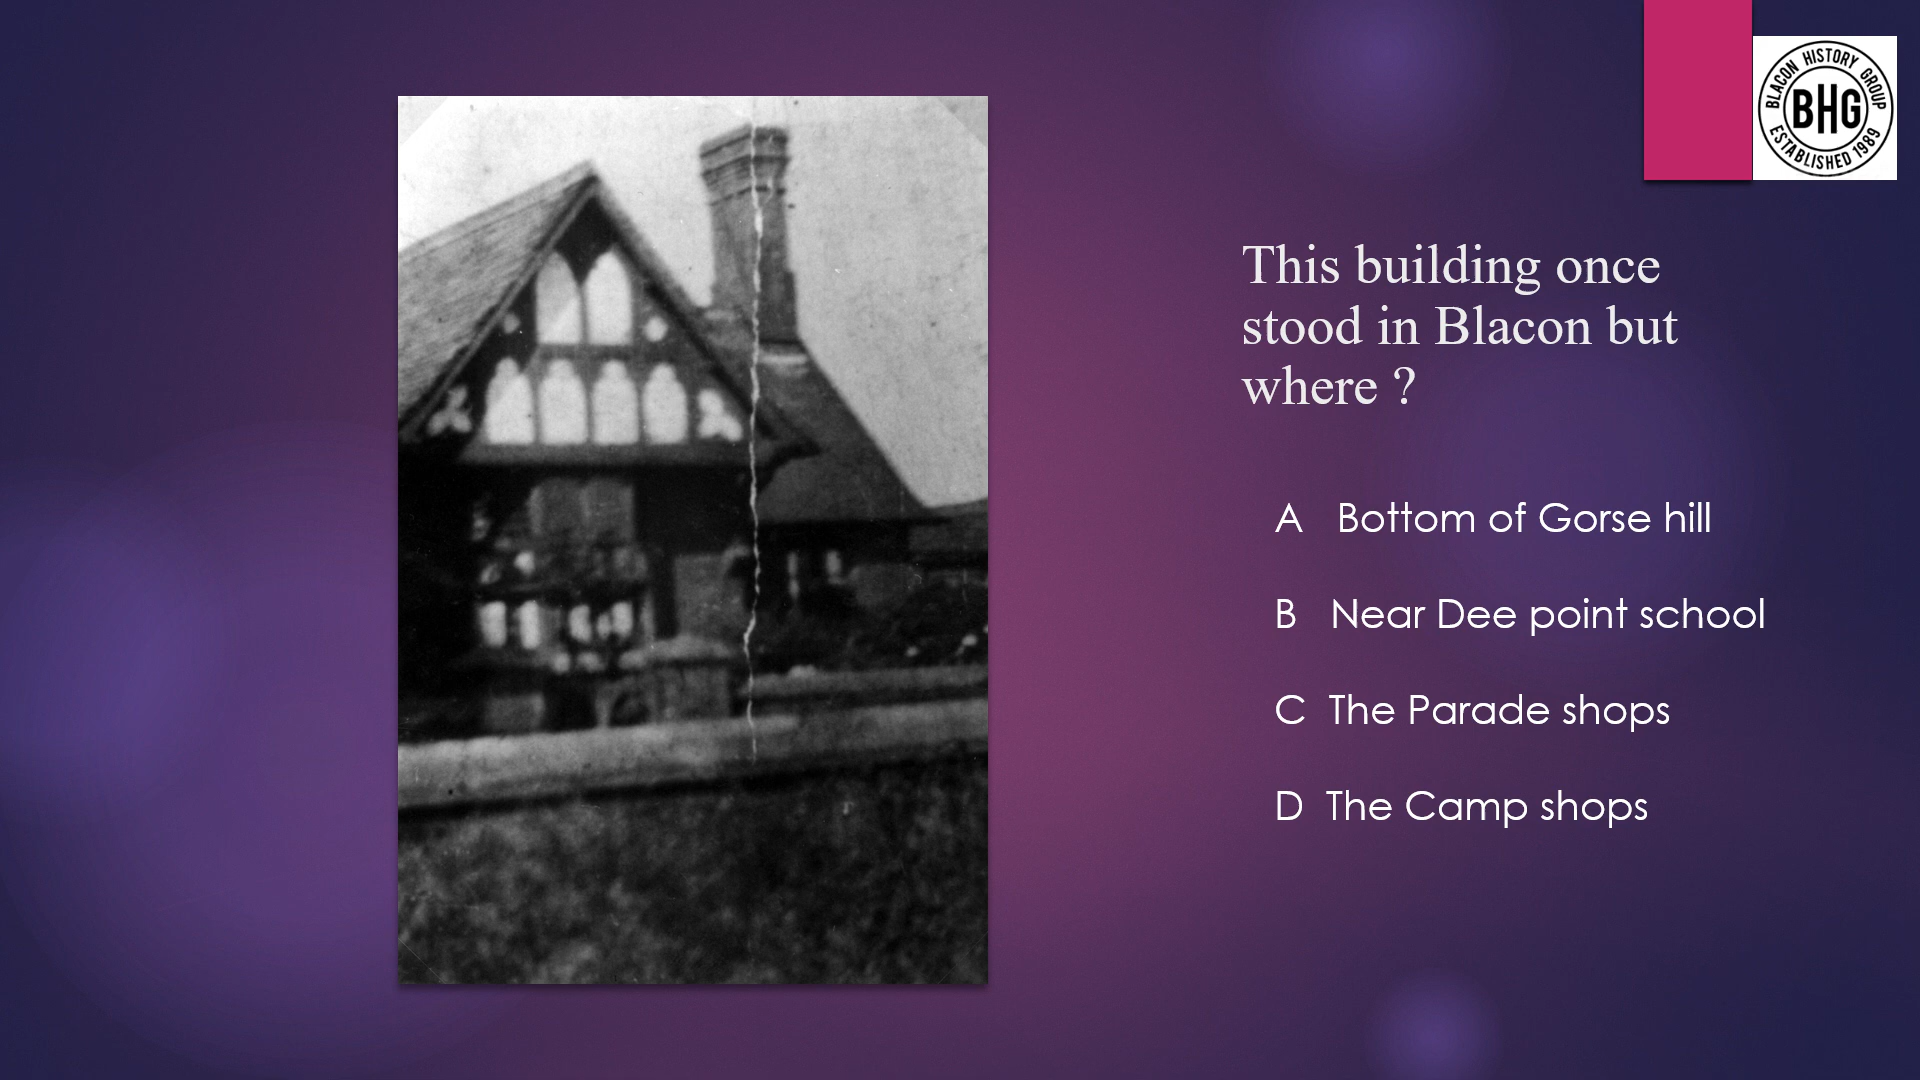 BLACON HISTORY GROUP
BHG
ESTABLISHED 1989
This building once
stood in Blacon but
where ?
A Bottom of Gorse hill
B Near Dee point school
C The Parade shops
D The Camp shops